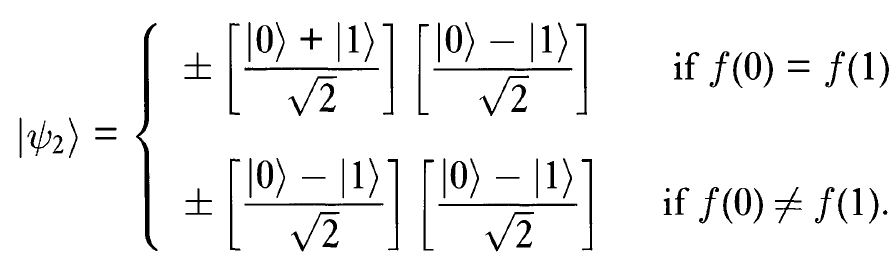 |ψ₂⟩ = { ± [ (|0⟩ + |1⟩) / √2 ] [ (|0⟩ − |1⟩) / √2 ] if f(0) = f(1)
± [ (|0⟩ − |1⟩) / √2 ] [ (|0⟩ − |1⟩) / √2 ] if f(0) ≠ f(1).